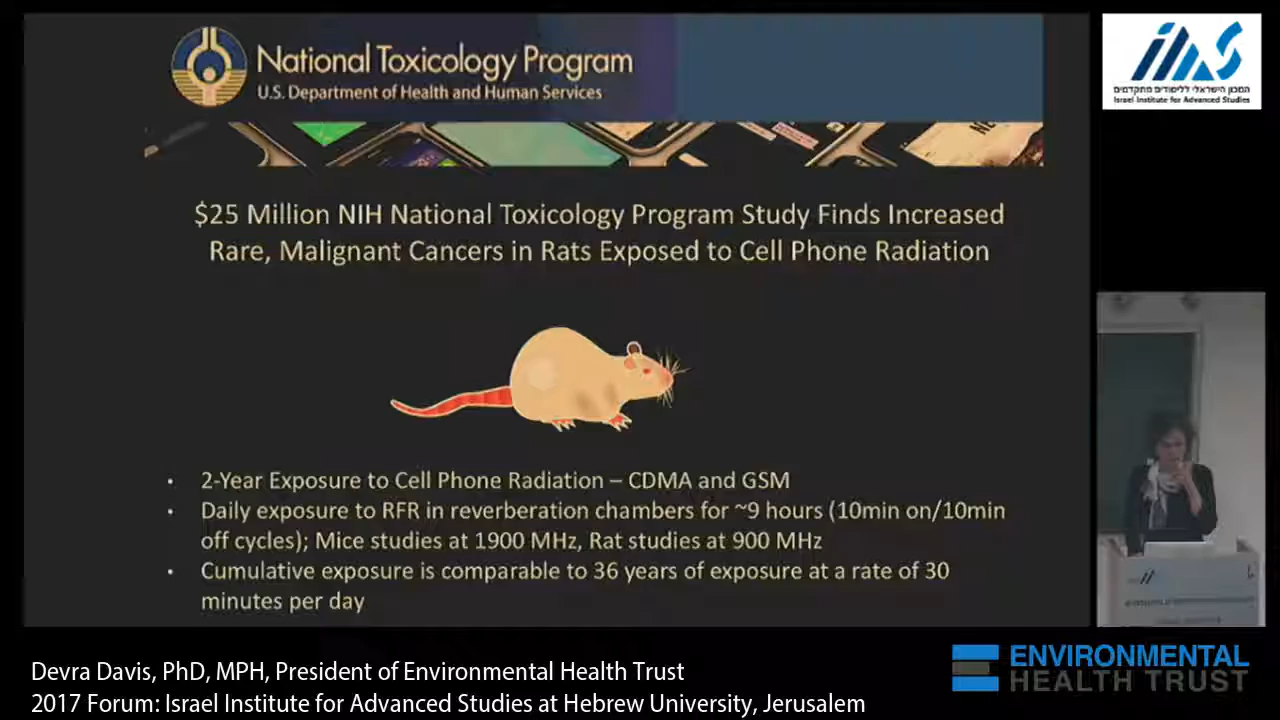 National Toxicology Program
U.S. Department of Health and Human Services
המכון הישראלי ללימודים מתקדמים
Israel Institute for Advanced Studies
$25 Million NIH National Toxicology Program Study Finds Increased
Rare, Malignant Cancers in Rats Exposed to Cell Phone Radiation
• 2-Year Exposure to Cell Phone Radiation – CDMA and GSM
• Daily exposure to RFR in reverberation chambers for ~9 hours (10min on/10min
off cycles); Mice studies at 1900 MHz, Rat studies at 900 MHz
• Cumulative exposure is comparable to 36 years of exposure at a rate of 30
minutes per day
Devra Davis, PhD, MPH, President of Environmental Health Trust
2017 Forum: Israel Institute for Advanced Studies at Hebrew University, Jerusalem
ENVIRONMENTAL
HEALTH TRUST